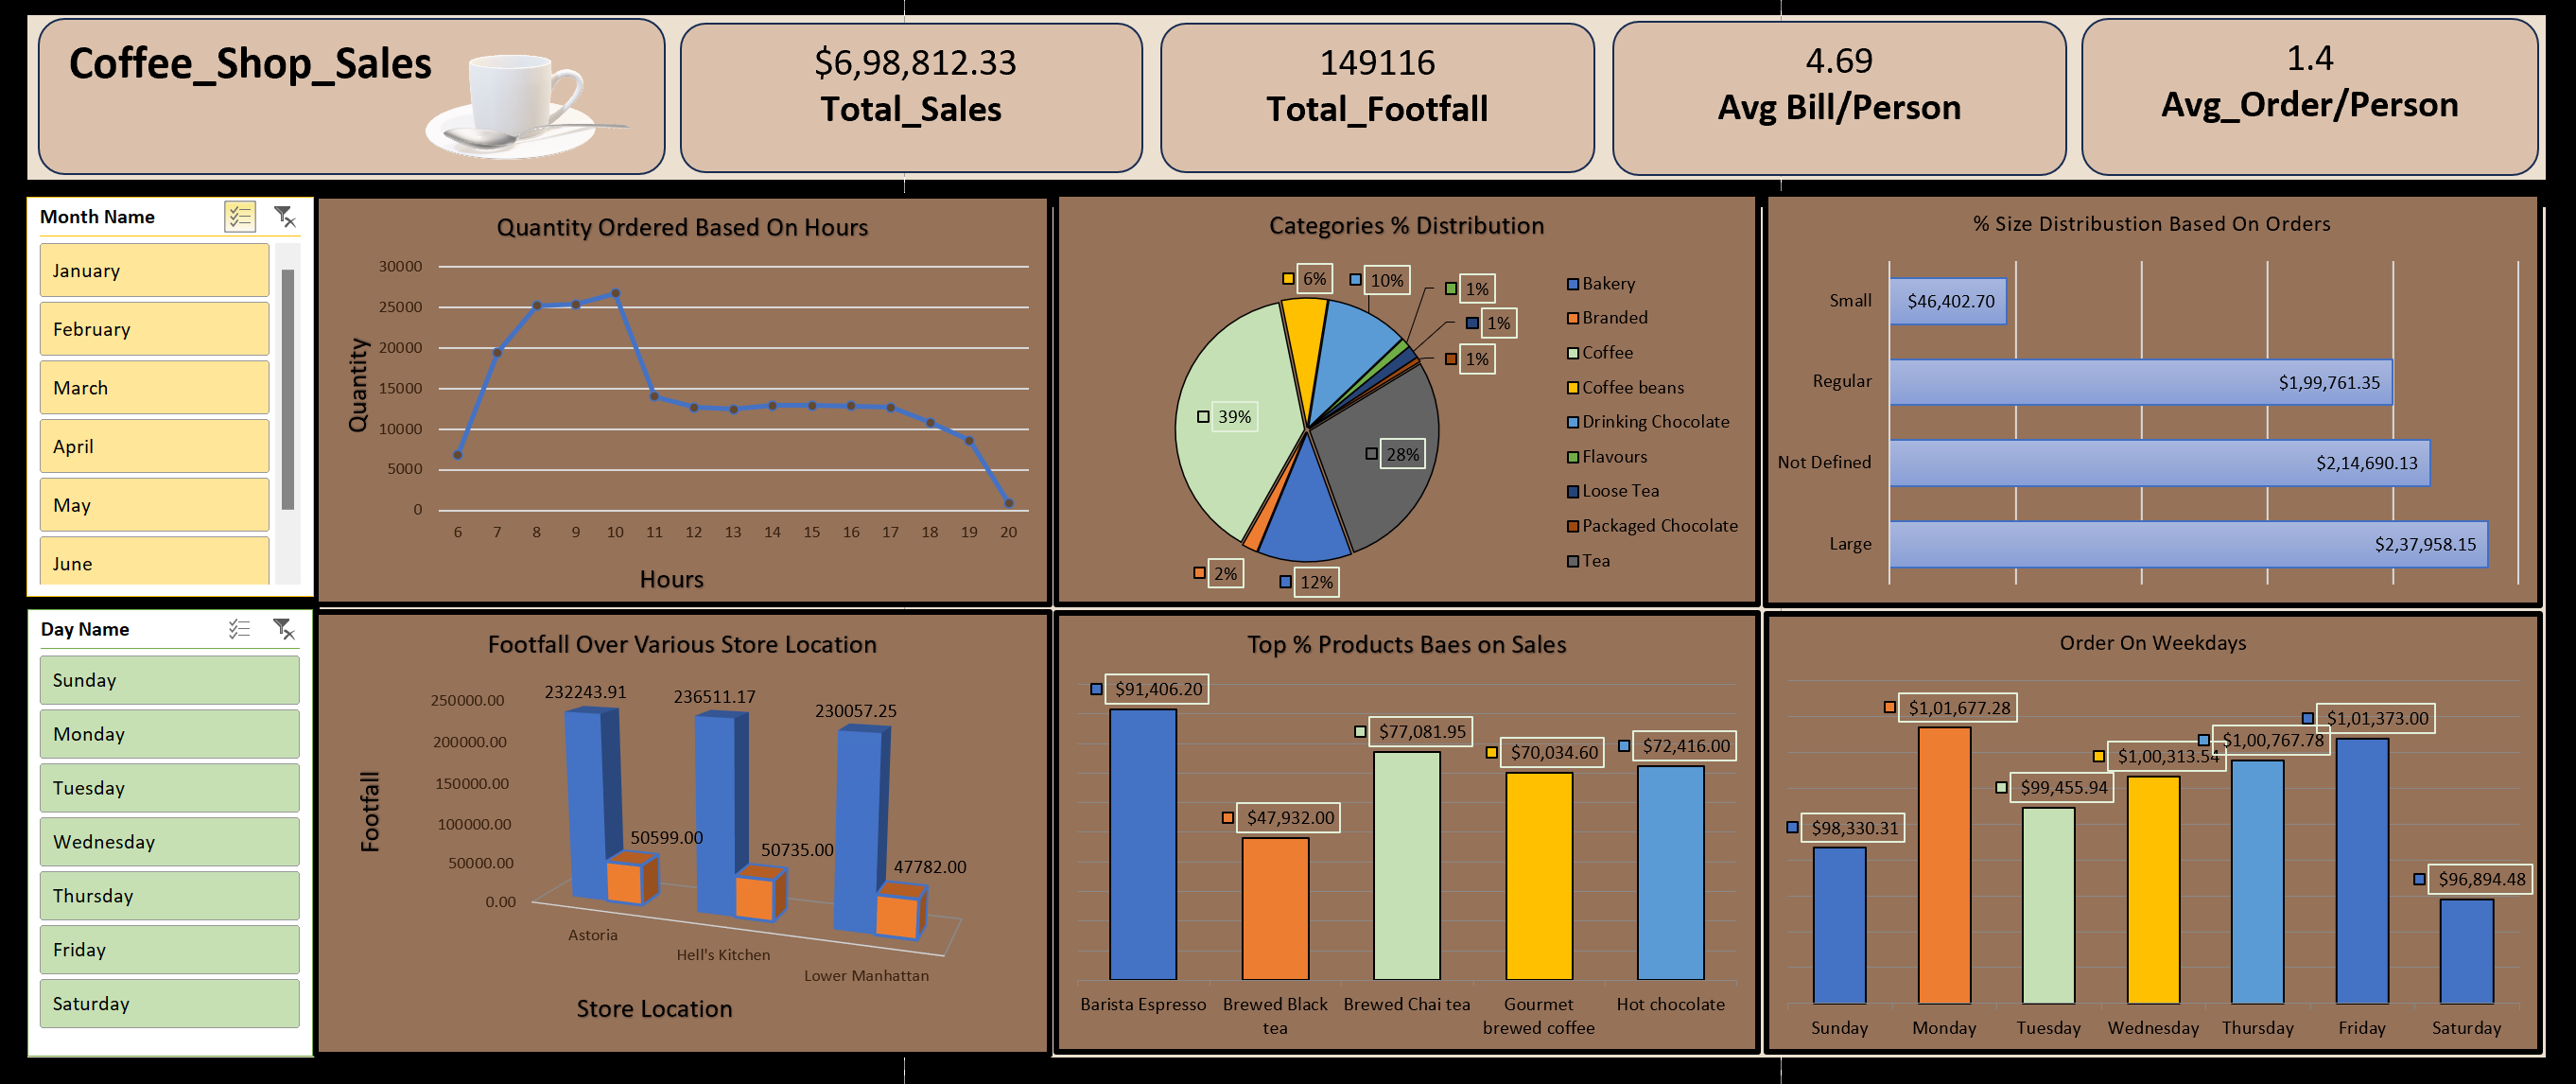 Coffee_Shop_Sales
$6,98,812.33
Total_Sales
149116
Total_Footfall
4.69
Avg Bill/Person
1.4
Avg_Order/Person
Month Name
January
February
March
April
May
June
Day Name
Sunday
Monday
Tuesday
Wednesday
Thursday
Friday
Saturday
Quantity Ordered Based On Hours
Quantity
30000
25000
20000
15000
10000
5000
0
6 7 8 9 10 11 12 13 14 15 16 17 18 19 20
Hours
Categories % Distribution
6%
10%
1%
1%
1%
39%
28%
2%
12%
Bakery
Branded
Coffee
Coffee beans
Drinking Chocolate
Flavours
Loose Tea
Packaged Chocolate
Tea
% Size Distribustion Based On Orders
Small
$46,402.70
Regular
$1,99,761.35
Not Defined
$2,14,690.13
Large
$2,37,958.15
Footfall Over Various Store Location
Footfall
250000.00
200000.00
150000.00
100000.00
50000.00
0.00
232243.91
236511.17
230057.25
50599.00
50735.00
47782.00
Astoria
Hell's Kitchen
Lower Manhattan
Store Location
Top % Products Baes on Sales
$91,406.20
$47,932.00
$77,081.95
$70,034.60
$72,416.00
Barista Espresso
Brewed Black
tea
Brewed Chai tea
Gourmet
brewed coffee
Hot chocolate
Order On Weekdays
$98,330.31
$1,01,677.28
$99,455.94
$1,00,313.54
$1,00,767.78
$1,01,373.00
$96,894.48
Sunday
Monday
Tuesday
Wednesday
Thursday
Friday
Saturday